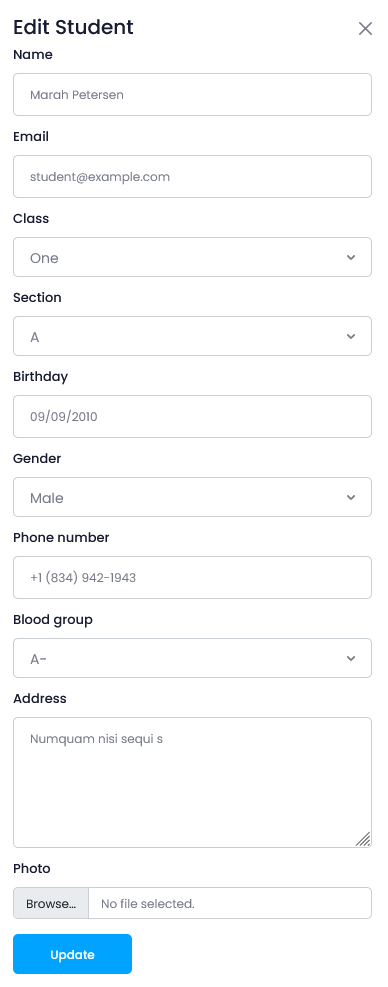 Edit Student
Name
Marah Petersen
Email
student@example.com
Class
One
Section
A
Birthday
09/09/2010
Gender
Male
Phone number
+1 (834) 942-1943
Blood group
A-
Address
Numquam nisi sequi s
Photo
Browse... No file selected.
Update